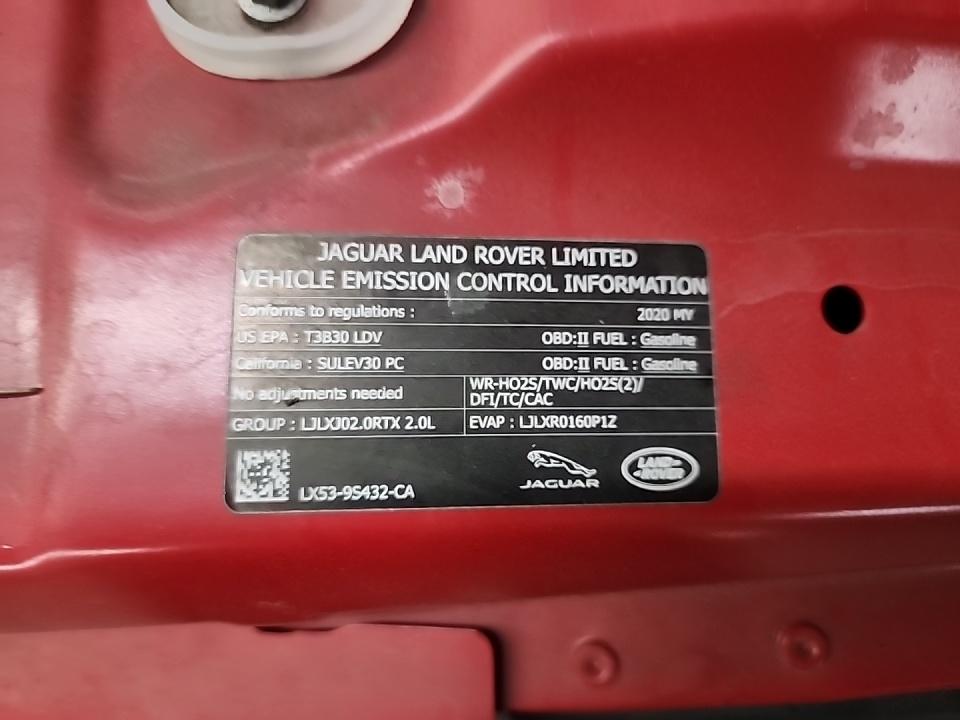 JAGUAR LAND ROVER LIMITED
VEHICLE EMISSION CONTROL INFORMATION
Conforms to regulations : 2020 MY
US EPA : T3B30 LDV OBD:II FUEL : Gasoline
California : SULEV30 PC OBD:II FUEL : Gasoline
No adjustments needed
WR-HO2S/TWC/HO2S(2)/
DFI/TC/CAC
GROUP : LJLXJ02.0RTX 2.0L EVAP : LJLXR0160P1Z
LX53-9S432-CA
JAGUAR
LAND-
-ROVER